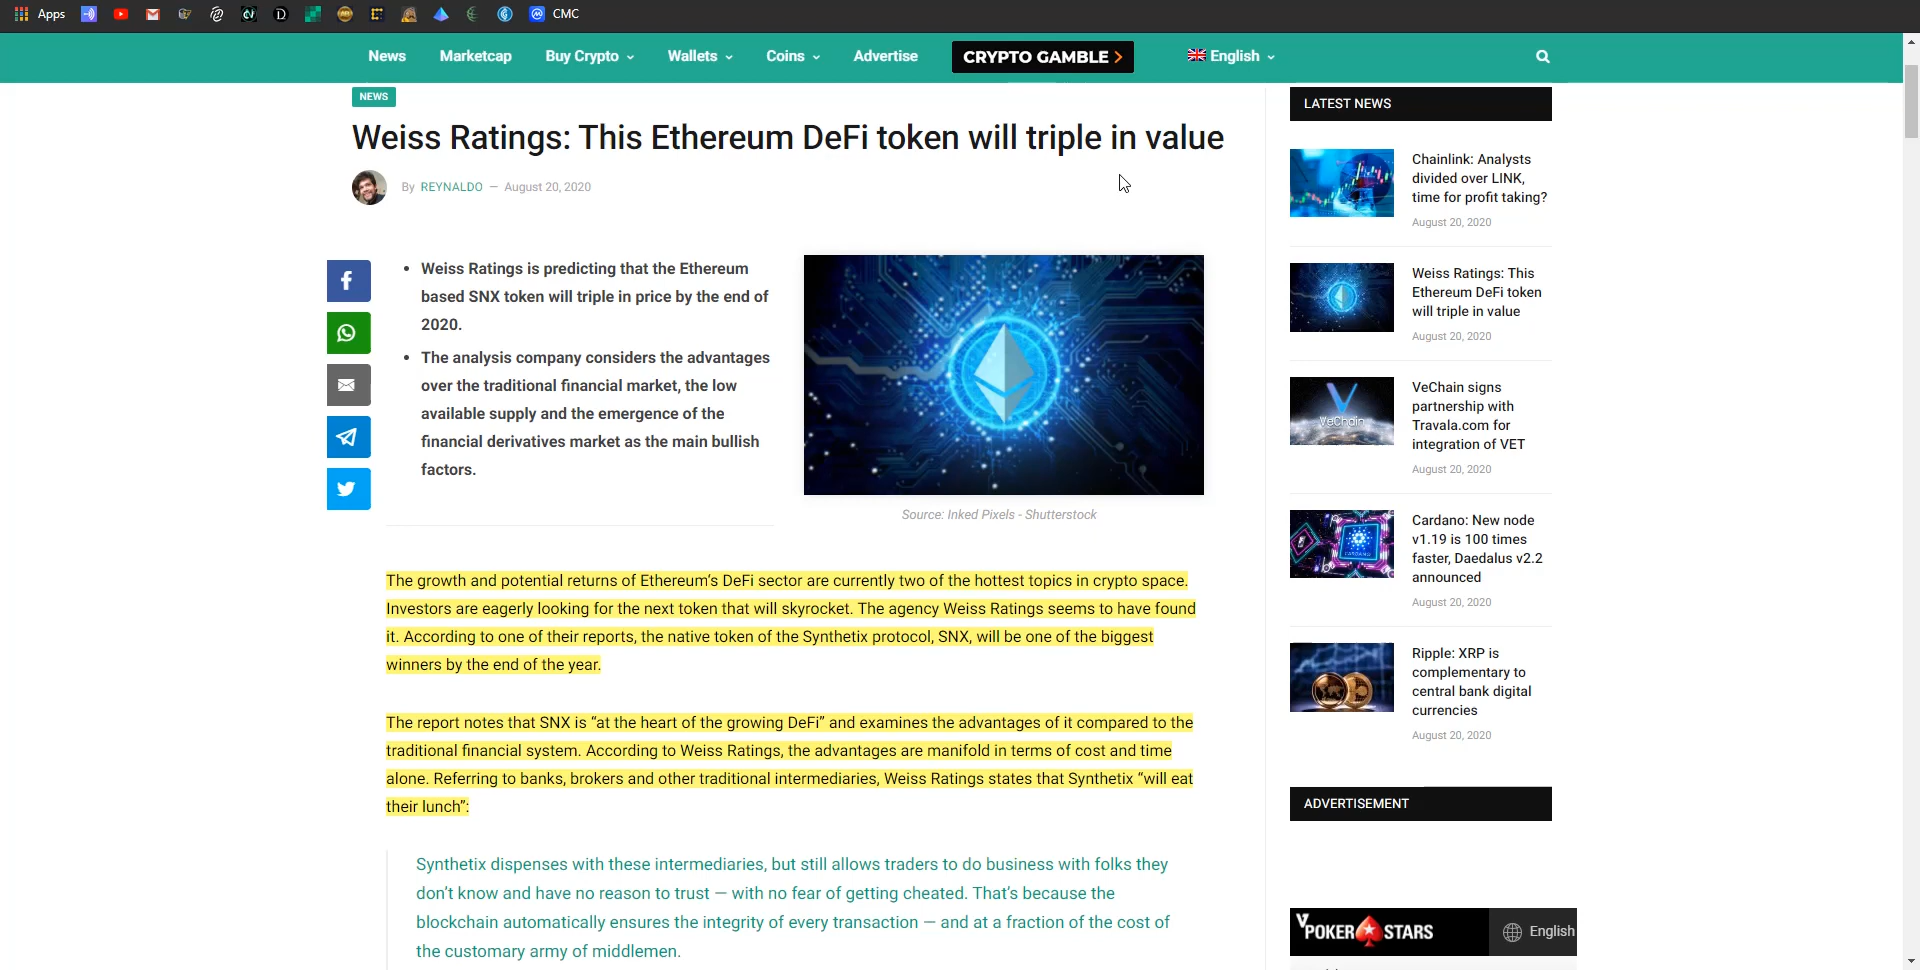 Apps
CMC
News
Marketcap
Buy Crypto
Wallets
Coins
Advertise
CRYPTO GAMBLE
English
NEWS
Weiss Ratings: This Ethereum DeFi token will triple in value
By REYNALDO — August 20, 2020
• Weiss Ratings is predicting that the Ethereum
based SNX token will triple in price by the end of
2020.
• The analysis company considers the advantages
over the traditional financial market, the low
available supply and the emergence of the
financial derivatives market as the main bullish
factors.
Source: Inked Pixels - Shutterstock
The growth and potential returns of Ethereum's DeFi sector are currently two of the hottest topics in crypto space.
Investors are eagerly looking for the next token that will skyrocket. The agency Weiss Ratings seems to have found
it. According to one of their reports, the native token of the Synthetix protocol, SNX, will be one of the biggest
winners by the end of the year.
The report notes that SNX is “at the heart of the growing DeFi” and examines the advantages of it compared to the
traditional financial system. According to Weiss Ratings, the advantages are manifold in terms of cost and time
alone. Referring to banks, brokers and other traditional intermediaries, Weiss Ratings states that Synthetix “will eat
their lunch”:
Synthetix dispenses with these intermediaries, but still allows traders to do business with folks they
don't know and have no reason to trust — with no fear of getting cheated. That's because the
blockchain automatically ensures the integrity of every transaction — and at a fraction of the cost of
the customary army of middlemen.
LATEST NEWS
Chainlink: Analysts
divided over LINK,
time for profit taking?
August 20, 2020
Weiss Ratings: This
Ethereum DeFi token
will triple in value
August 20, 2020
VeChain
VeChain signs
partnership with
Travala.com for
integration of VET
August 20, 2020
CARDANO
Cardano: New node
v1.19 is 100 times
faster, Daedalus v2.2
announced
August 20, 2020
Ripple: XRP is
complementary to
central bank digital
currencies
August 20, 2020
ADVERTISEMENT
POKER STARS
English